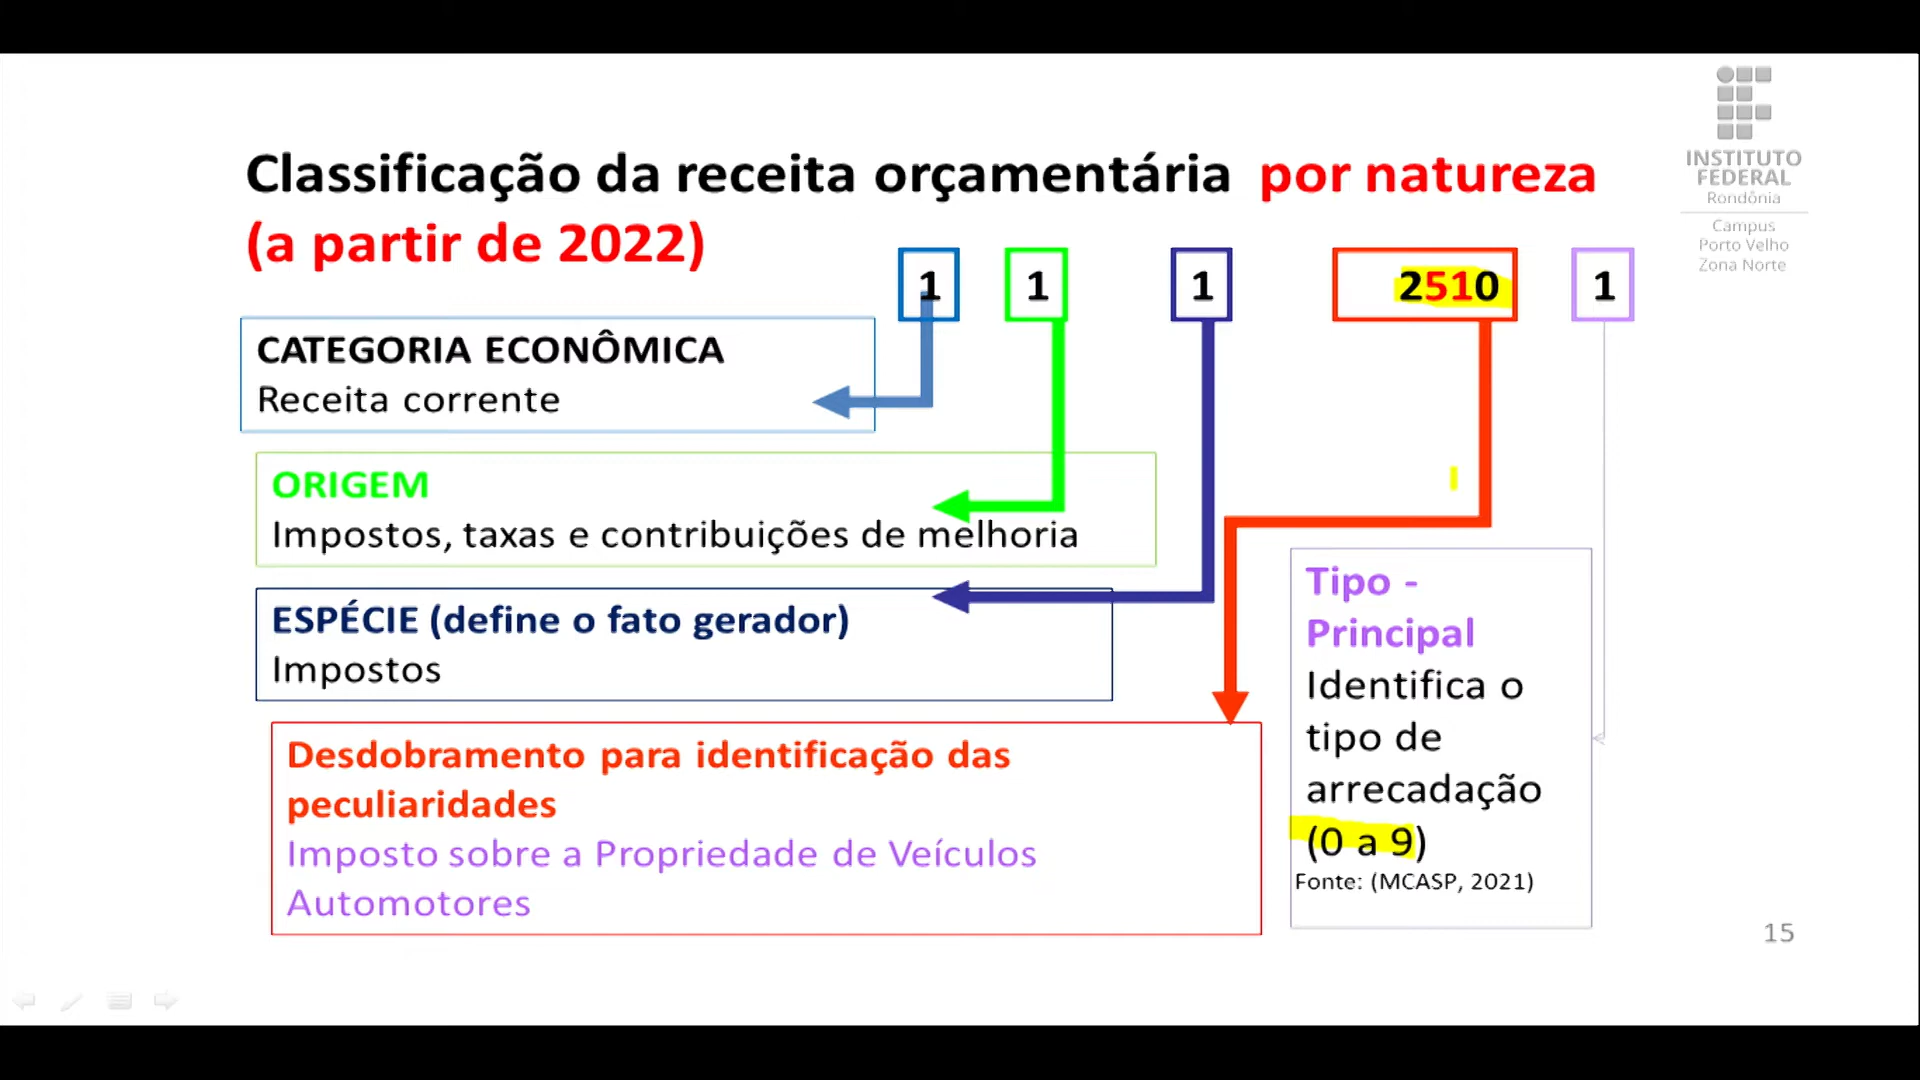 INSTITUTO
FEDERAL
Rondônia
Campus
Porto Velho
Zona Norte
Classificação da receita orçamentária por natureza
(a partir de 2022)
1 1 1 2510 1
CATEGORIA ECONÔMICA
Receita corrente
ORIGEM
Impostos, taxas e contribuições de melhoria
ESPÉCIE (define o fato gerador)
Impostos
Desdobramento para identificação das
peculiaridades
Imposto sobre a Propriedade de Veículos
Automotores
Tipo -
Principal
Identifica o
tipo de
arrecadação
(0 a 9)
Fonte: (MCASP, 2021)
15